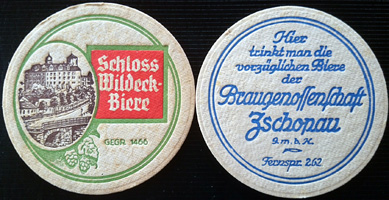 Schloss
Wildeck-
Biere
GEGR. 1466
Hier
trinkt man die
vorzüglichen Biere
der
Braugenossenschaft
Zschopau
G.m.b.H.
Fernspr. 262